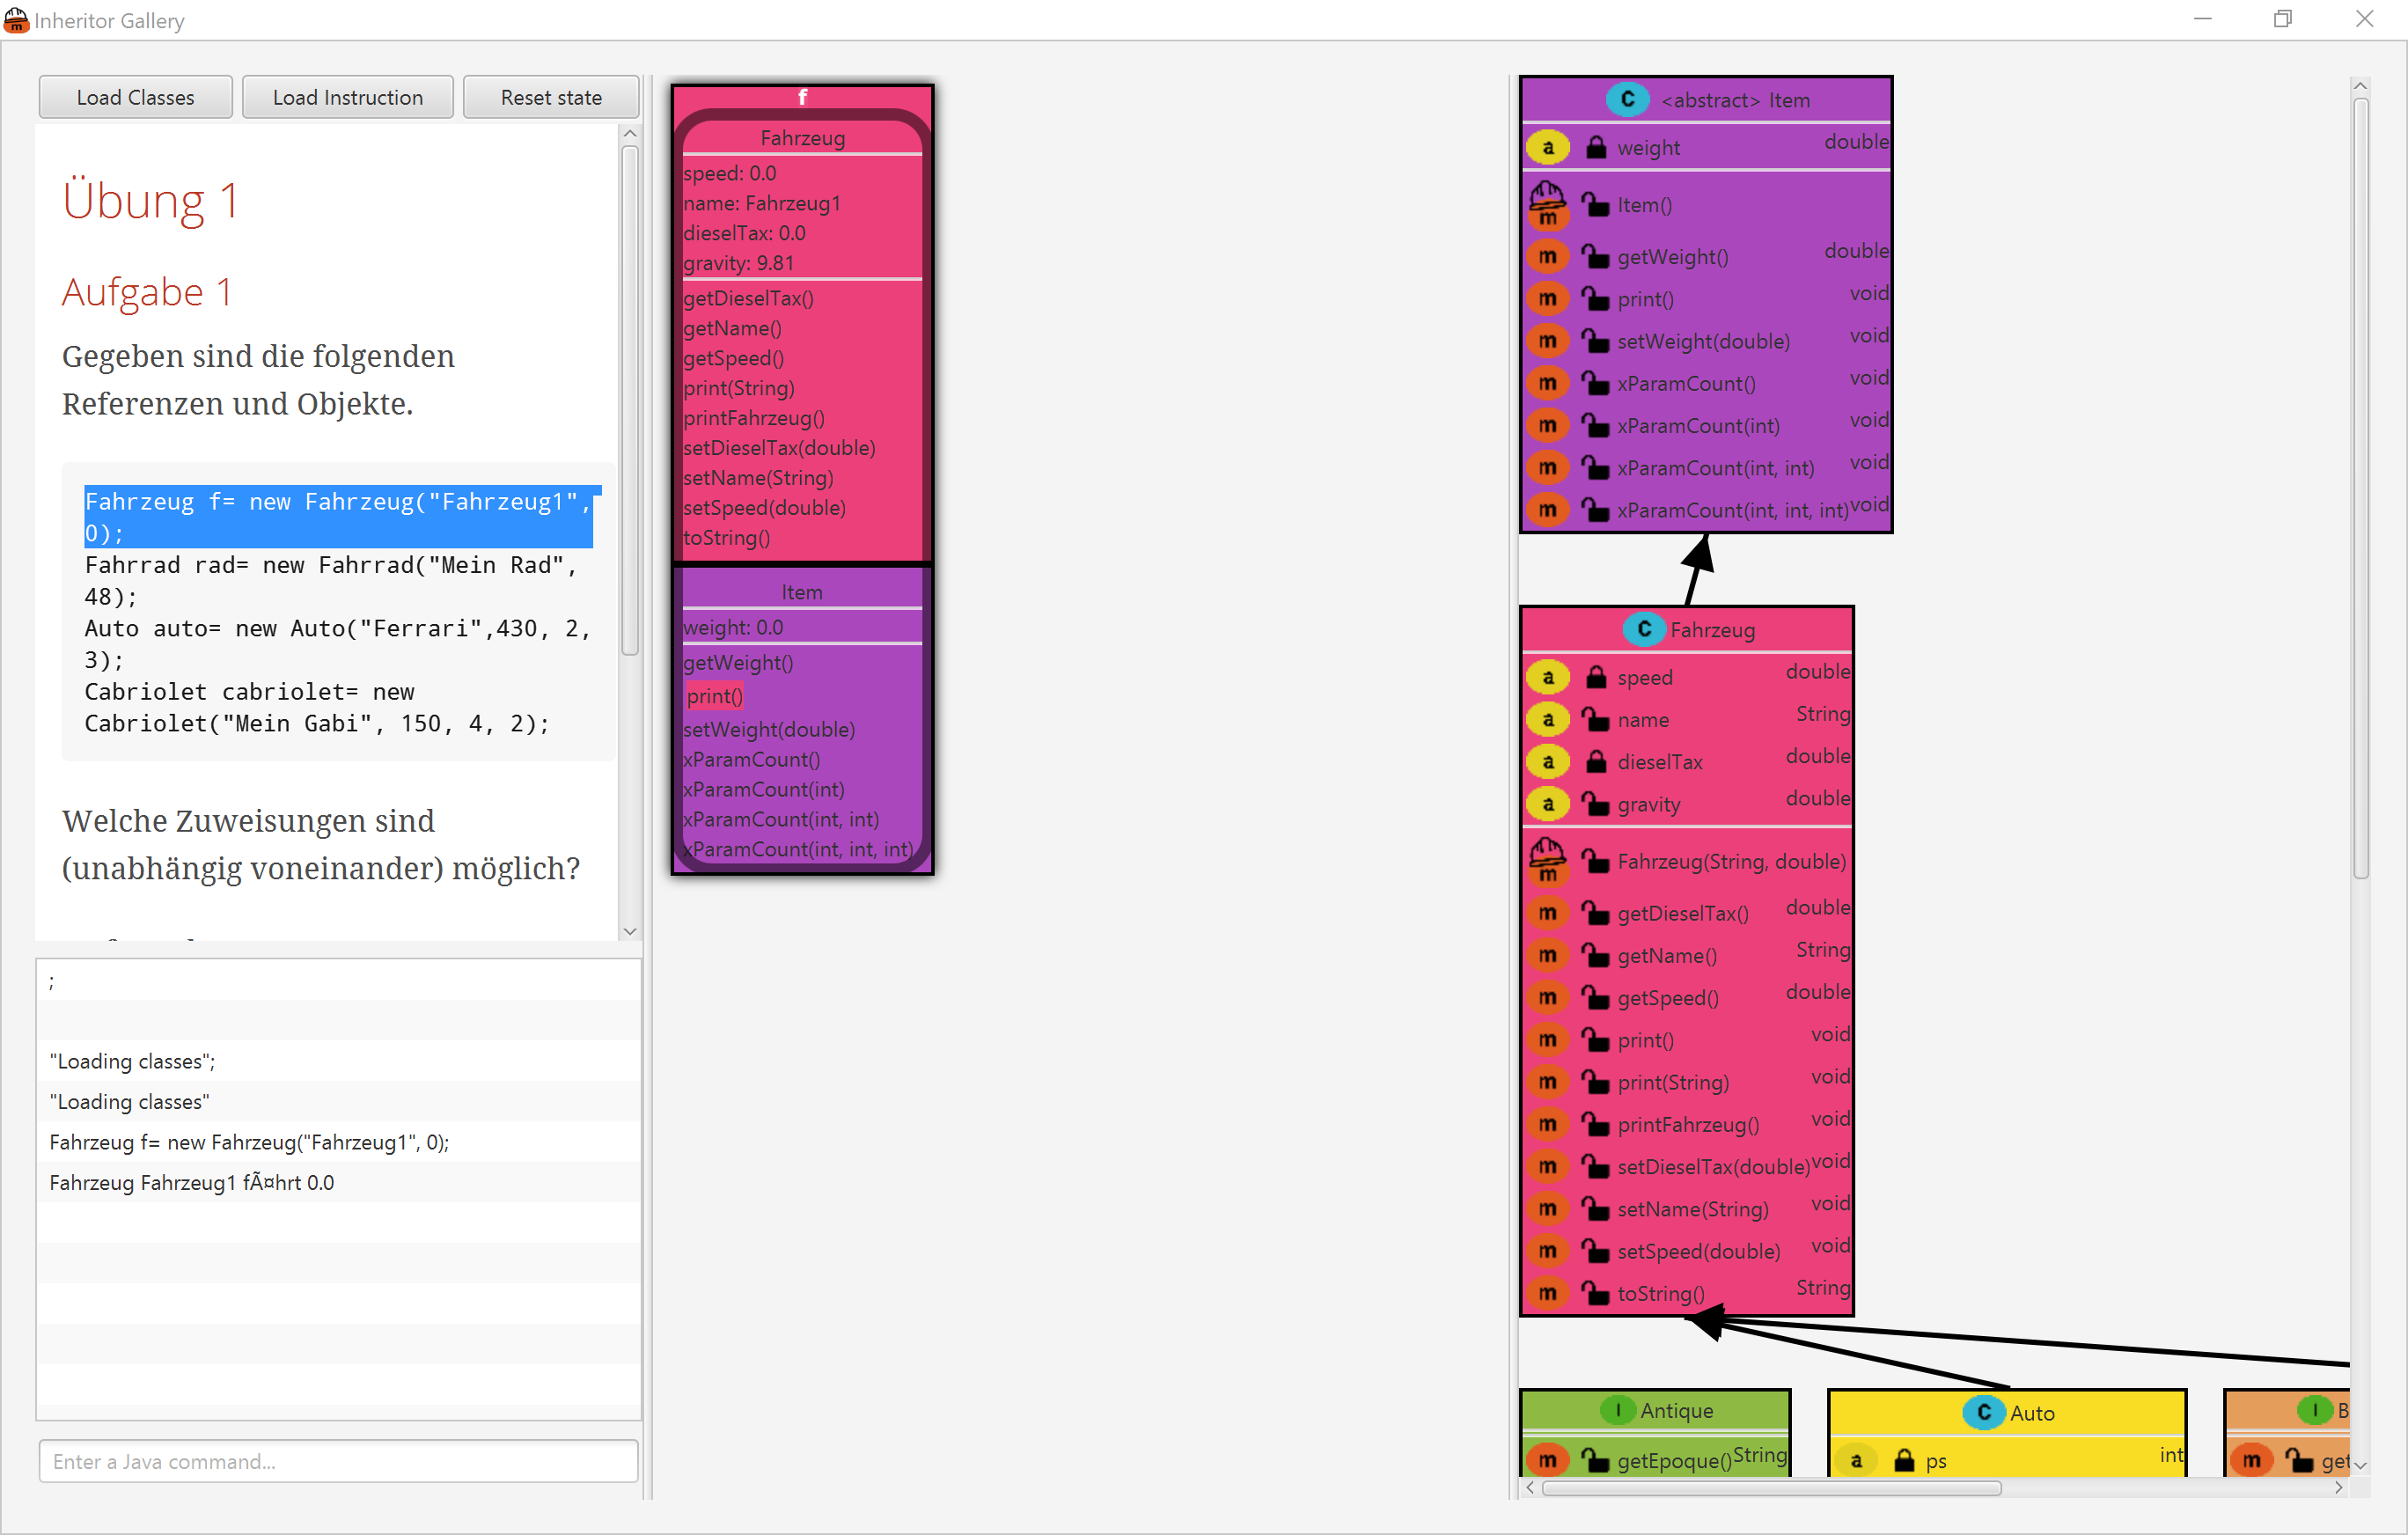 Inheritor Gallery
Load Classes
Load Instruction
Reset state
Übung 1
Aufgabe 1
Gegeben sind die folgenden
Referenzen und Objekte.
Fahrzeug f= new Fahrzeug("Fahrzeug1",
0);
Fahrrad rad= new Fahrrad("Mein Rad",
48);
Auto auto= new Auto("Ferrari",430, 2,
3);
Cabriolet cabriolet= new
Cabriolet("Mein Gabi", 150, 4, 2);
Welche Zuweisungen sind
(unabhängig voneinander) möglich?
;
"Loading classes";
"Loading classes"
Fahrzeug f= new Fahrzeug("Fahrzeug1", 0);
Fahrzeug Fahrzeug1 fÃ¤hrt 0.0
Enter a Java command...
f
Fahrzeug
speed: 0.0
name: Fahrzeug1
dieselTax: 0.0
gravity: 9.81
getDieselTax()
getName()
getSpeed()
print(String)
printFahrzeug()
setDieselTax(double)
setName(String)
setSpeed(double)
toString()
Item
weight: 0.0
getWeight()
print()
setWeight(double)
xParamCount()
xParamCount(int)
xParamCount(int, int)
xParamCount(int, int, int)
C <abstract> Item
a weight double
m Item()
m getWeight() double
m print() void
m setWeight(double) void
m xParamCount() void
m xParamCount(int) void
m xParamCount(int, int) void
m xParamCount(int, int, int) void
C Fahrzeug
a speed double
a name String
a dieselTax double
a gravity double
m Fahrzeug(String, double)
m getDieselTax() double
m getName() String
m getSpeed() double
m print() void
m print(String) void
m printFahrzeug() void
m setDieselTax(double) void
m setName(String) void
m setSpeed(double) void
m toString() String
I Antique
m getEpoque() String
C Auto
a ps int
I B
m get